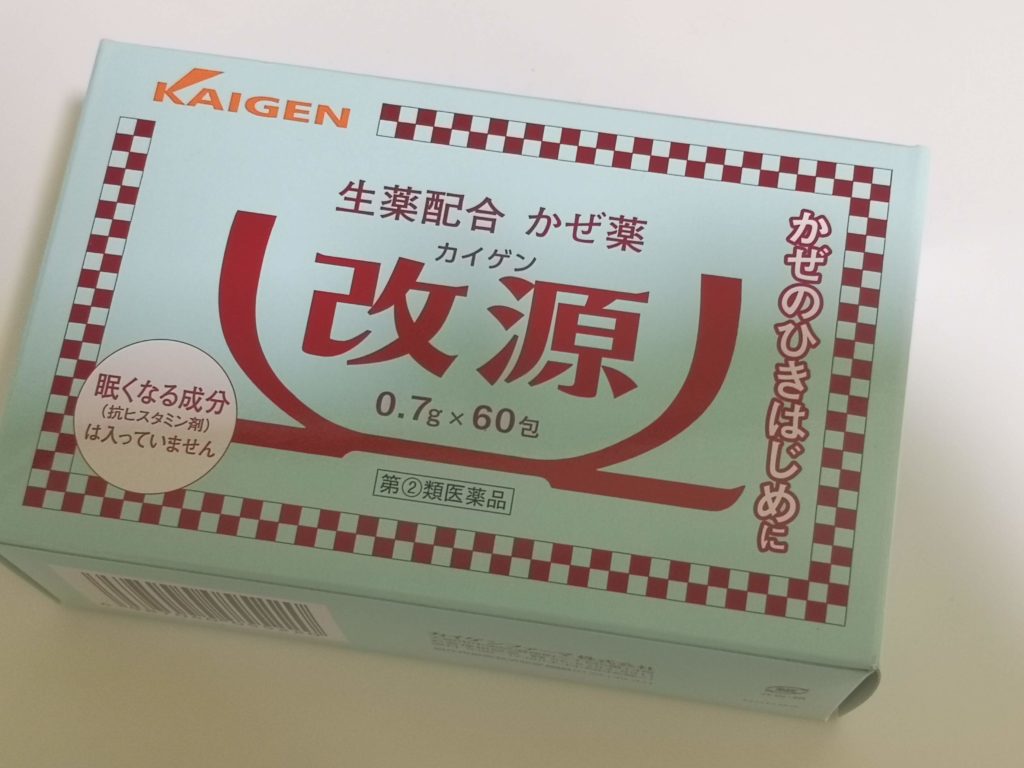 KAIGEN
生薬配合 かぜ薬
カイゲン
改源
0.7g×60包
第②類医薬品
かぜのひきはじめに
眠くなる成分
(抗ヒスタミン剤)
は入っていません